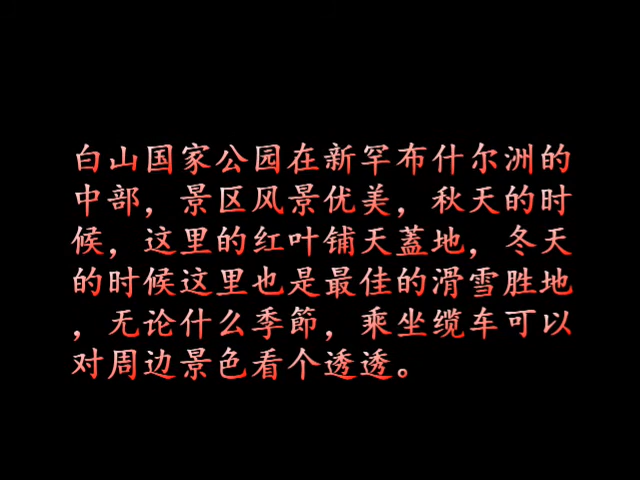 白山国家公园在新罕布什尔洲的
中部，景区风景优美，秋天的时
候，这里的红叶铺天蓋地，冬天
的时候这里也是最佳的滑雪胜地
，无论什么季節，乘坐缆车可以
对周边景色看个透透。